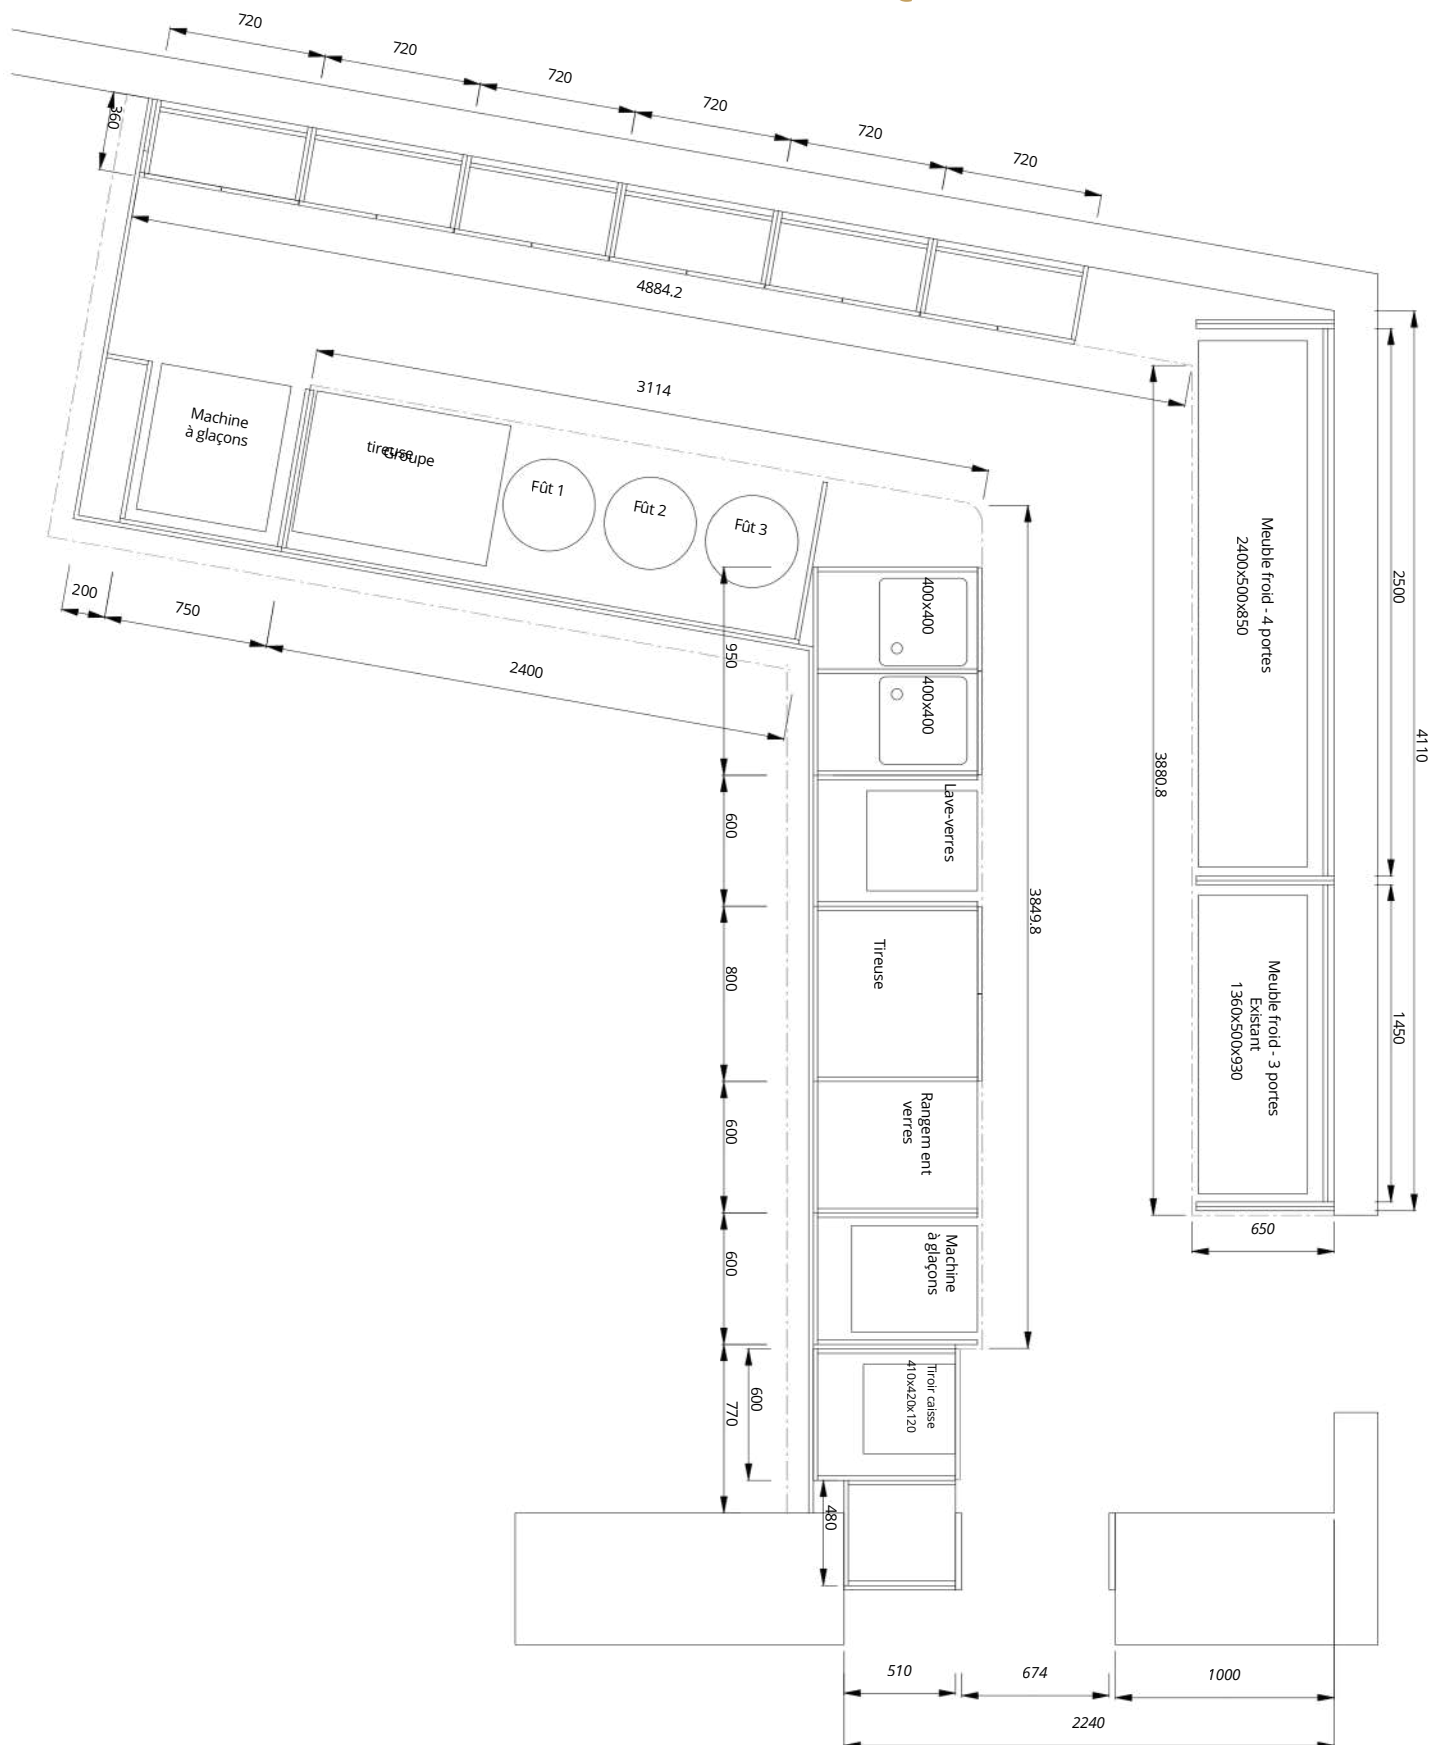 720
720
720
720
720
720
360
4884.2
3114
Machine
à glaçons
Groupe
tireuse
Fût 1
Fût 2
Fût 3
200
750
2400
400x400
400x400
950
Lave-verres
600
Tireuse
800
Rangement
verres
600
Machine
à glaçons
600
Tiroir caisse
410x420x120
600
770
480
3849.8
3880.8
Meuble froid - 4 portes
2400x500x850
2500
4110
Meuble froid - 3 portes
Existant
1360x500x930
1450
650
510
674
1000
2240